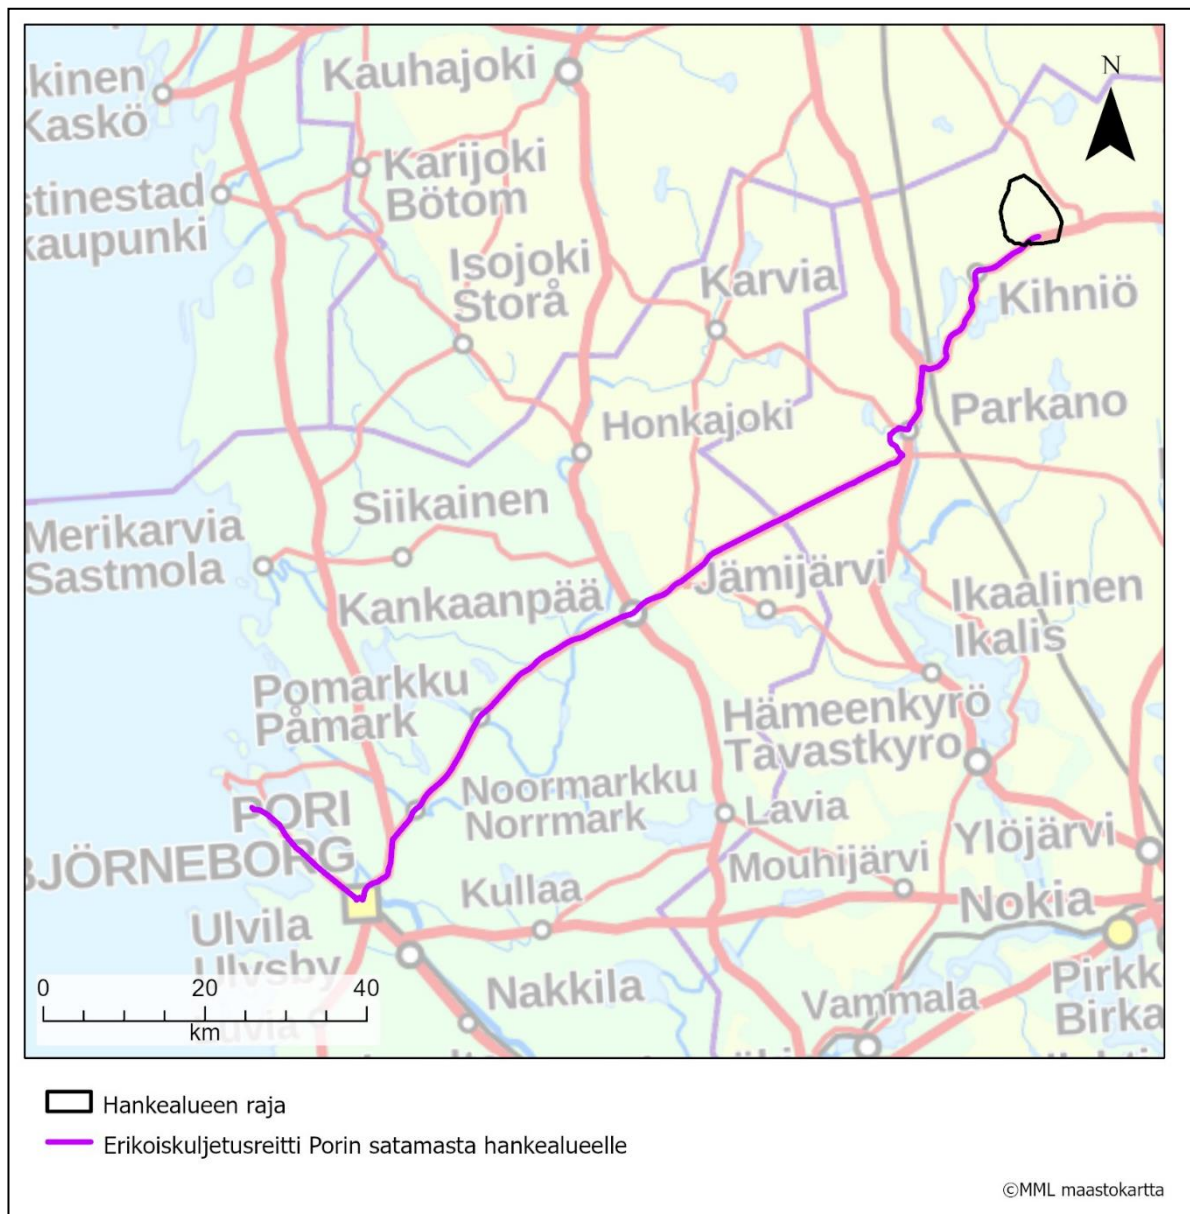 Kauhajoki
N
kinen
Kaskö
Karijoki
Bötom
stinestad
kaupunki
Isojoki
Storå
Karvia
Kihniö
Parkano
Honkajoki
Siikainen
Merikarvia
Sastmola
Jämijärvi
Kankaanpää
Ikaalinen
Ikalis
Pomarkku
Påmark
Hämeenkyrö
Tavastkyro
Noormarkku
Norrmark
PORI
BJÖRNEBORG
Lavia
Ylöjärvi
Mouhijärvi
Kullaa
Nokia
Ulvila
Ulvsby
Nakkila
Pirkk
Birka
Vammala
0 20 40
km
Hankealueen raja
Erikoiskuljetusreitti Porin satamasta hankealueelle
©MML maastokartta